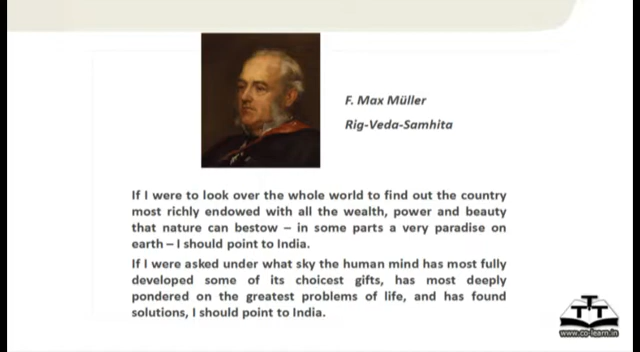 F. Max Müller
Rig-Veda-Samhita
If I were to look over the whole world to find out the country
most richly endowed with all the wealth, power and beauty
that nature can bestow – in some parts a very paradise on
earth – I should point to India.
If I were asked under what sky the human mind has most fully
developed some of its choicest gifts, has most deeply
pondered on the greatest problems of life, and has found
solutions, I should point to India.
TTT
www.co-learn.in